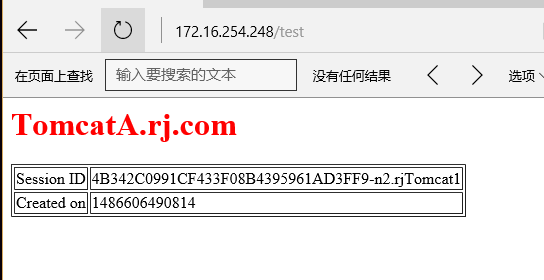 172.16.254.248/test
在页面上查找 输入要搜索的文本 没有任何结果 选项
TomcatA.rj.com
Session ID 4B342C0991CF433F08B4395961AD3FF9-n2.rjTomcat1
Created on 1486606490814